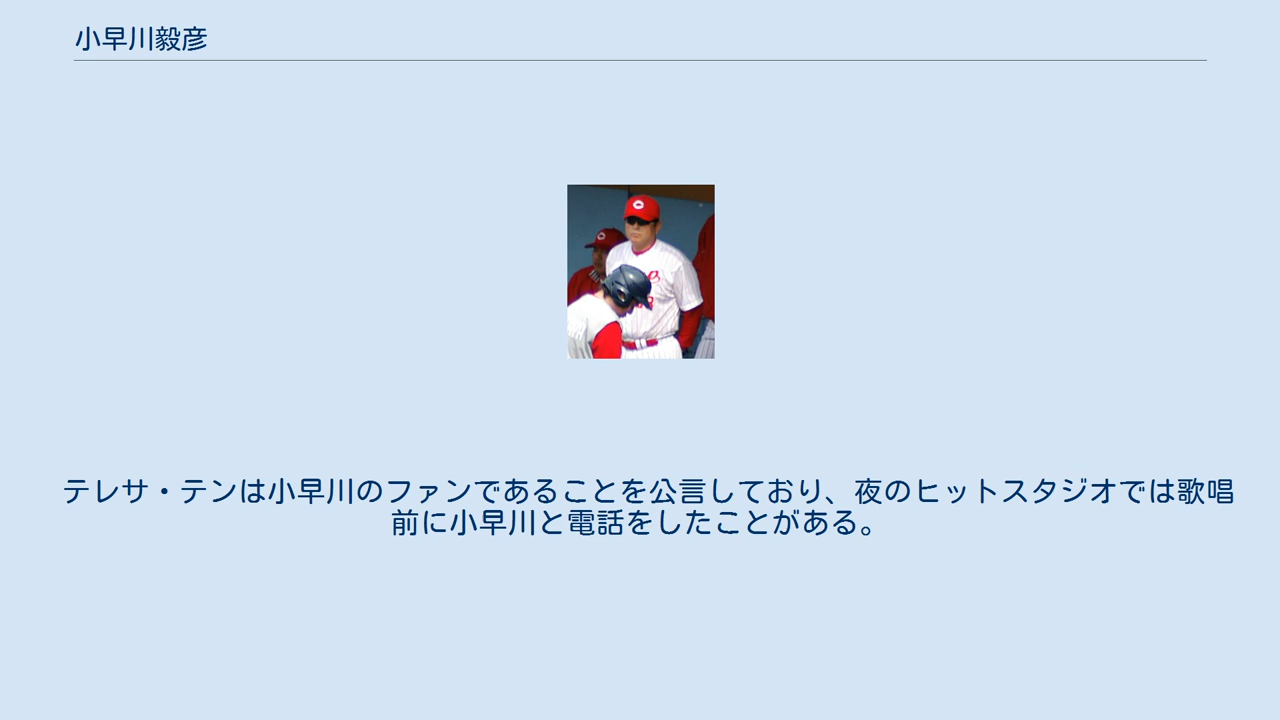 小早川毅彦
テレサ・テンは小早川のファンであることを公言しており、夜のヒットスタジオでは歌唱
前に小早川と電話をしたことがある。